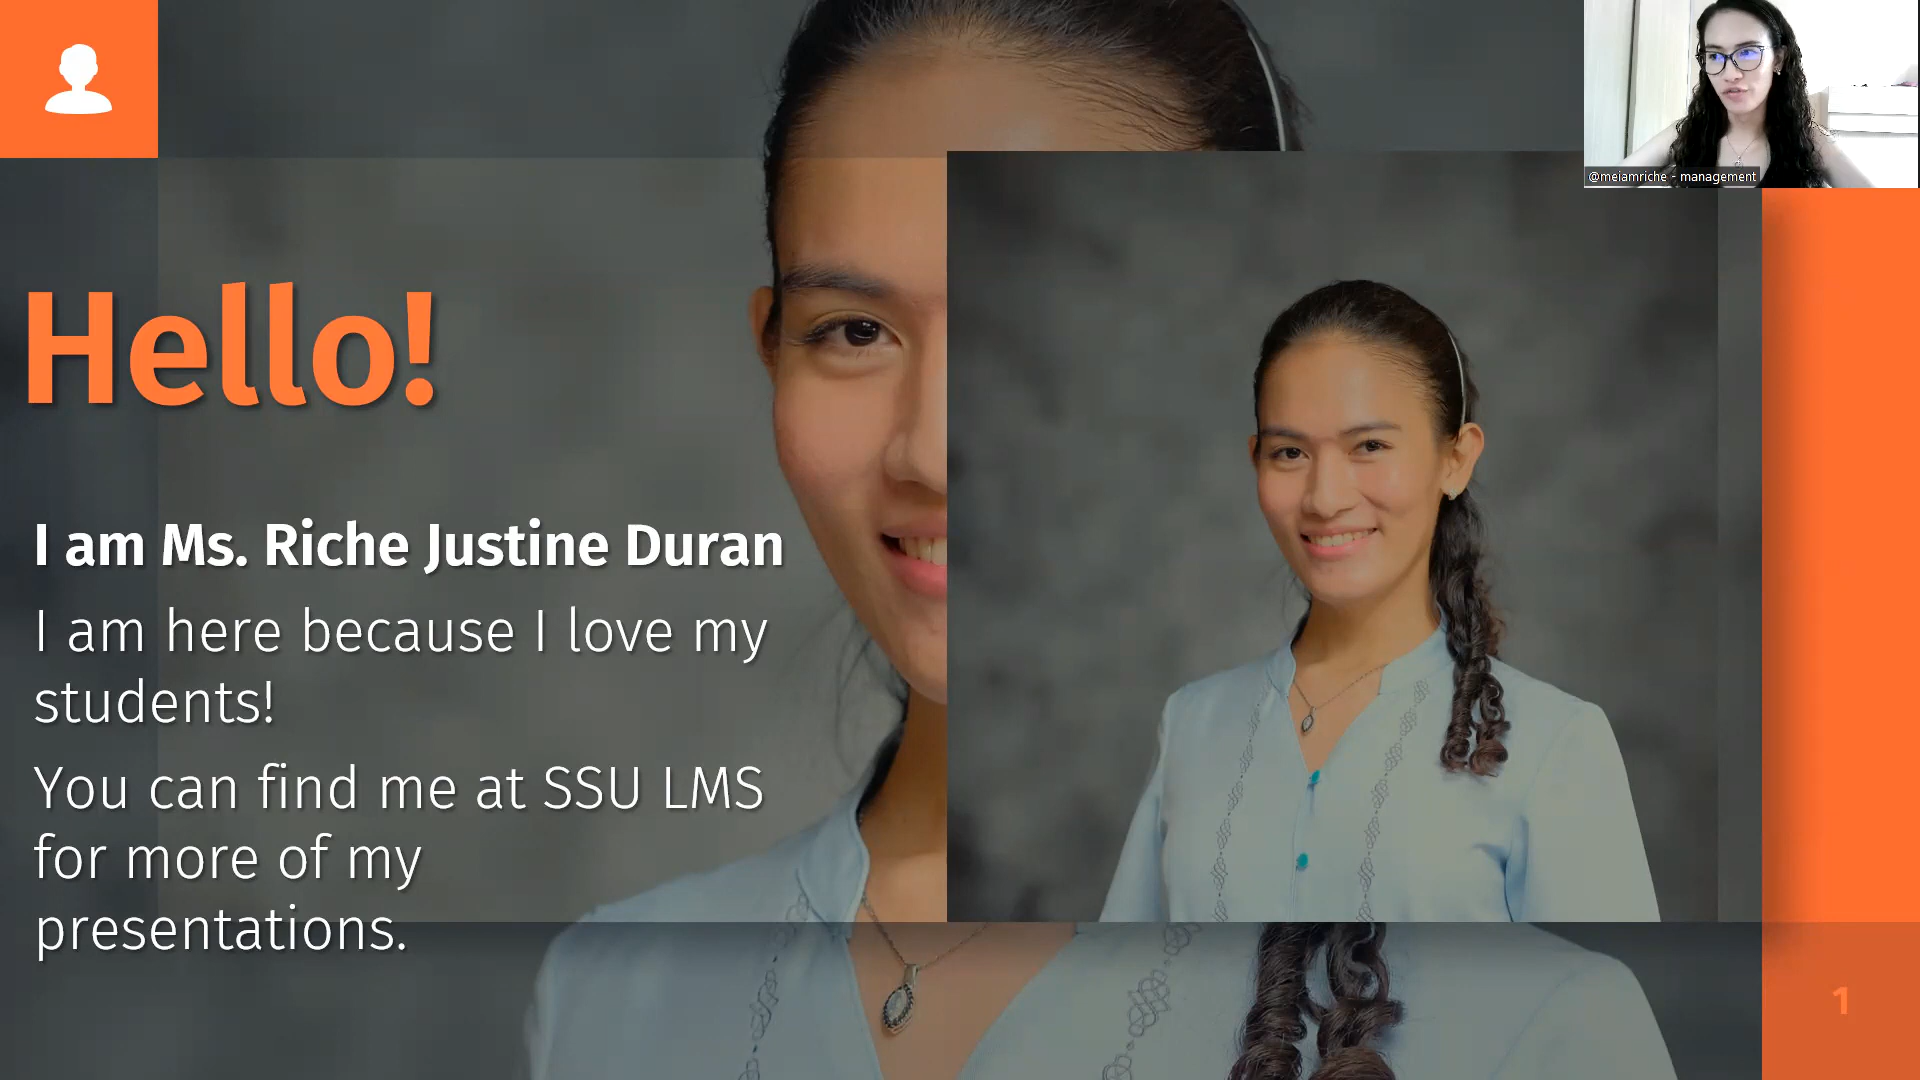 @meiamriche - management
Hello!
I am Ms. Riche Justine Duran
I am here because I love my
students!
You can find me at SSU LMS
for more of my
presentations.
1